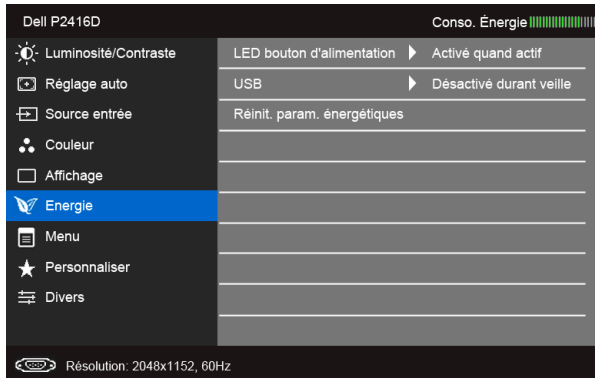 Dell P2416D Conso. Énergie
Luminosité/Contraste LED bouton d'alimentation Activé quand actif
Réglage auto USB Désactivé durant veille
Source entrée Réinit. param. énergétiques
Couleur
Affichage
Energie
Menu
Personnaliser
Divers
Résolution: 2048x1152, 60Hz